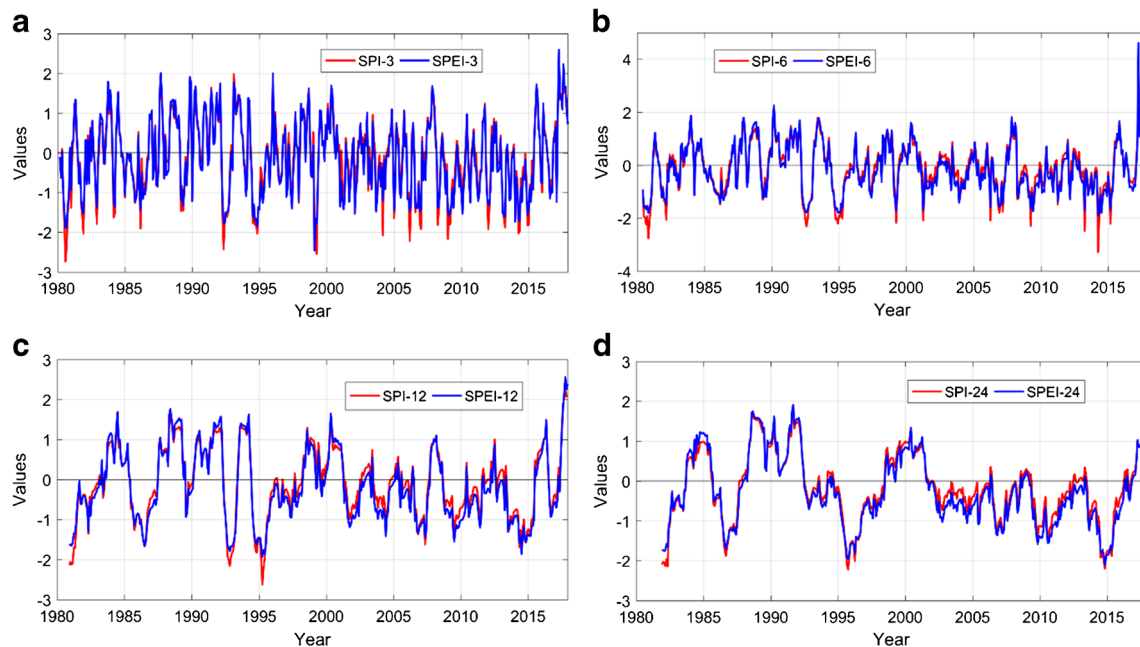 a
3
2
1
0
-1
-2
-3
Values
SPI-3 SPEI-3
1980 1985 1990 1995 2000 2005 2010 2015
Year
b
4
2
0
-2
-4
Values
SPI-6 SPEI-6
1980 1985 1990 1995 2000 2005 2010 2015
Year
c
3
2
1
0
-1
-2
-3
Values
SPI-12 SPEI-12
1980 1985 1990 1995 2000 2005 2010 2015
Year
d
3
2
1
0
-1
-2
-3
Values
SPI-24 SPEI-24
1980 1985 1990 1995 2000 2005 2010 2015
Year